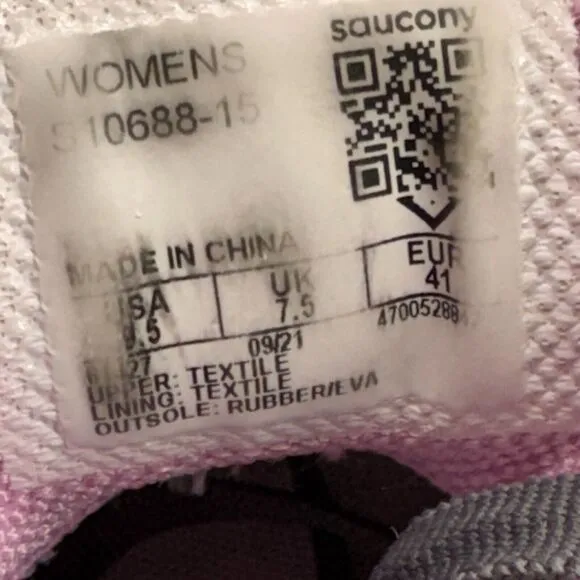 saucony
WOMENS
S10688-15
MADE IN CHINA
USA UK EUR
9.5 7.5 41
09/21 47005288
UPPER: TEXTILE
LINING: TEXTILE
OUTSOLE: RUBBER/EVA